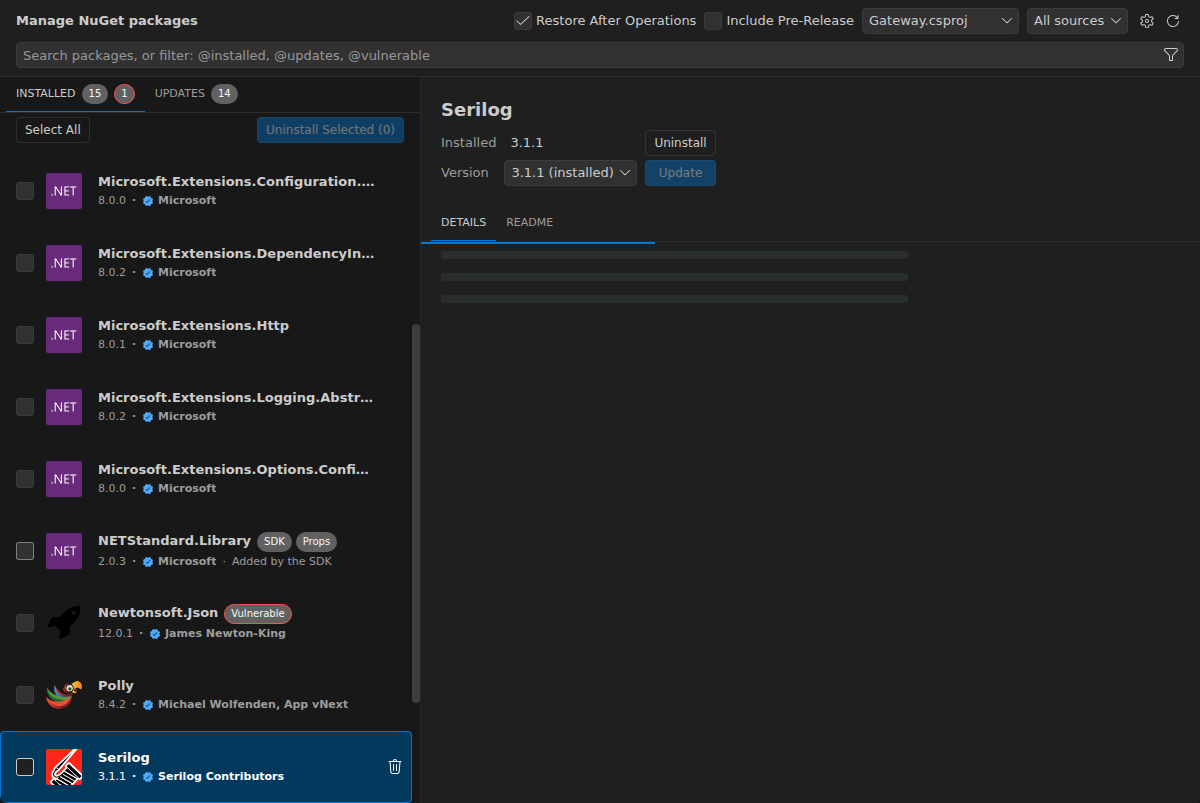 Manage NuGet packages
Restore After Operations
Include Pre-Release
Gateway.csproj
All sources
Search packages, or filter: @installed, @updates, @vulnerable
INSTALLED 15 1 UPDATES 14
Select All
Uninstall Selected (0)
.NET
Microsoft.Extensions.Configuration.…
8.0.0 · Microsoft
.NET
Microsoft.Extensions.DependencyIn…
8.0.2 · Microsoft
.NET
Microsoft.Extensions.Http
8.0.1 · Microsoft
.NET
Microsoft.Extensions.Logging.Abstr…
8.0.2 · Microsoft
.NET
Microsoft.Extensions.Options.Confi…
8.0.0 · Microsoft
.NET
NETStandard.Library SDK Props
2.0.3 · Microsoft · Added by the SDK
Newtonsoft.Json Vulnerable
12.0.1 · James Newton-King
Polly
8.4.2 · Michael Wolfenden, App vNext
Serilog
3.1.1 · Serilog Contributors
Serilog
Installed 3.1.1 Uninstall
Version 3.1.1 (installed) Update
DETAILS README